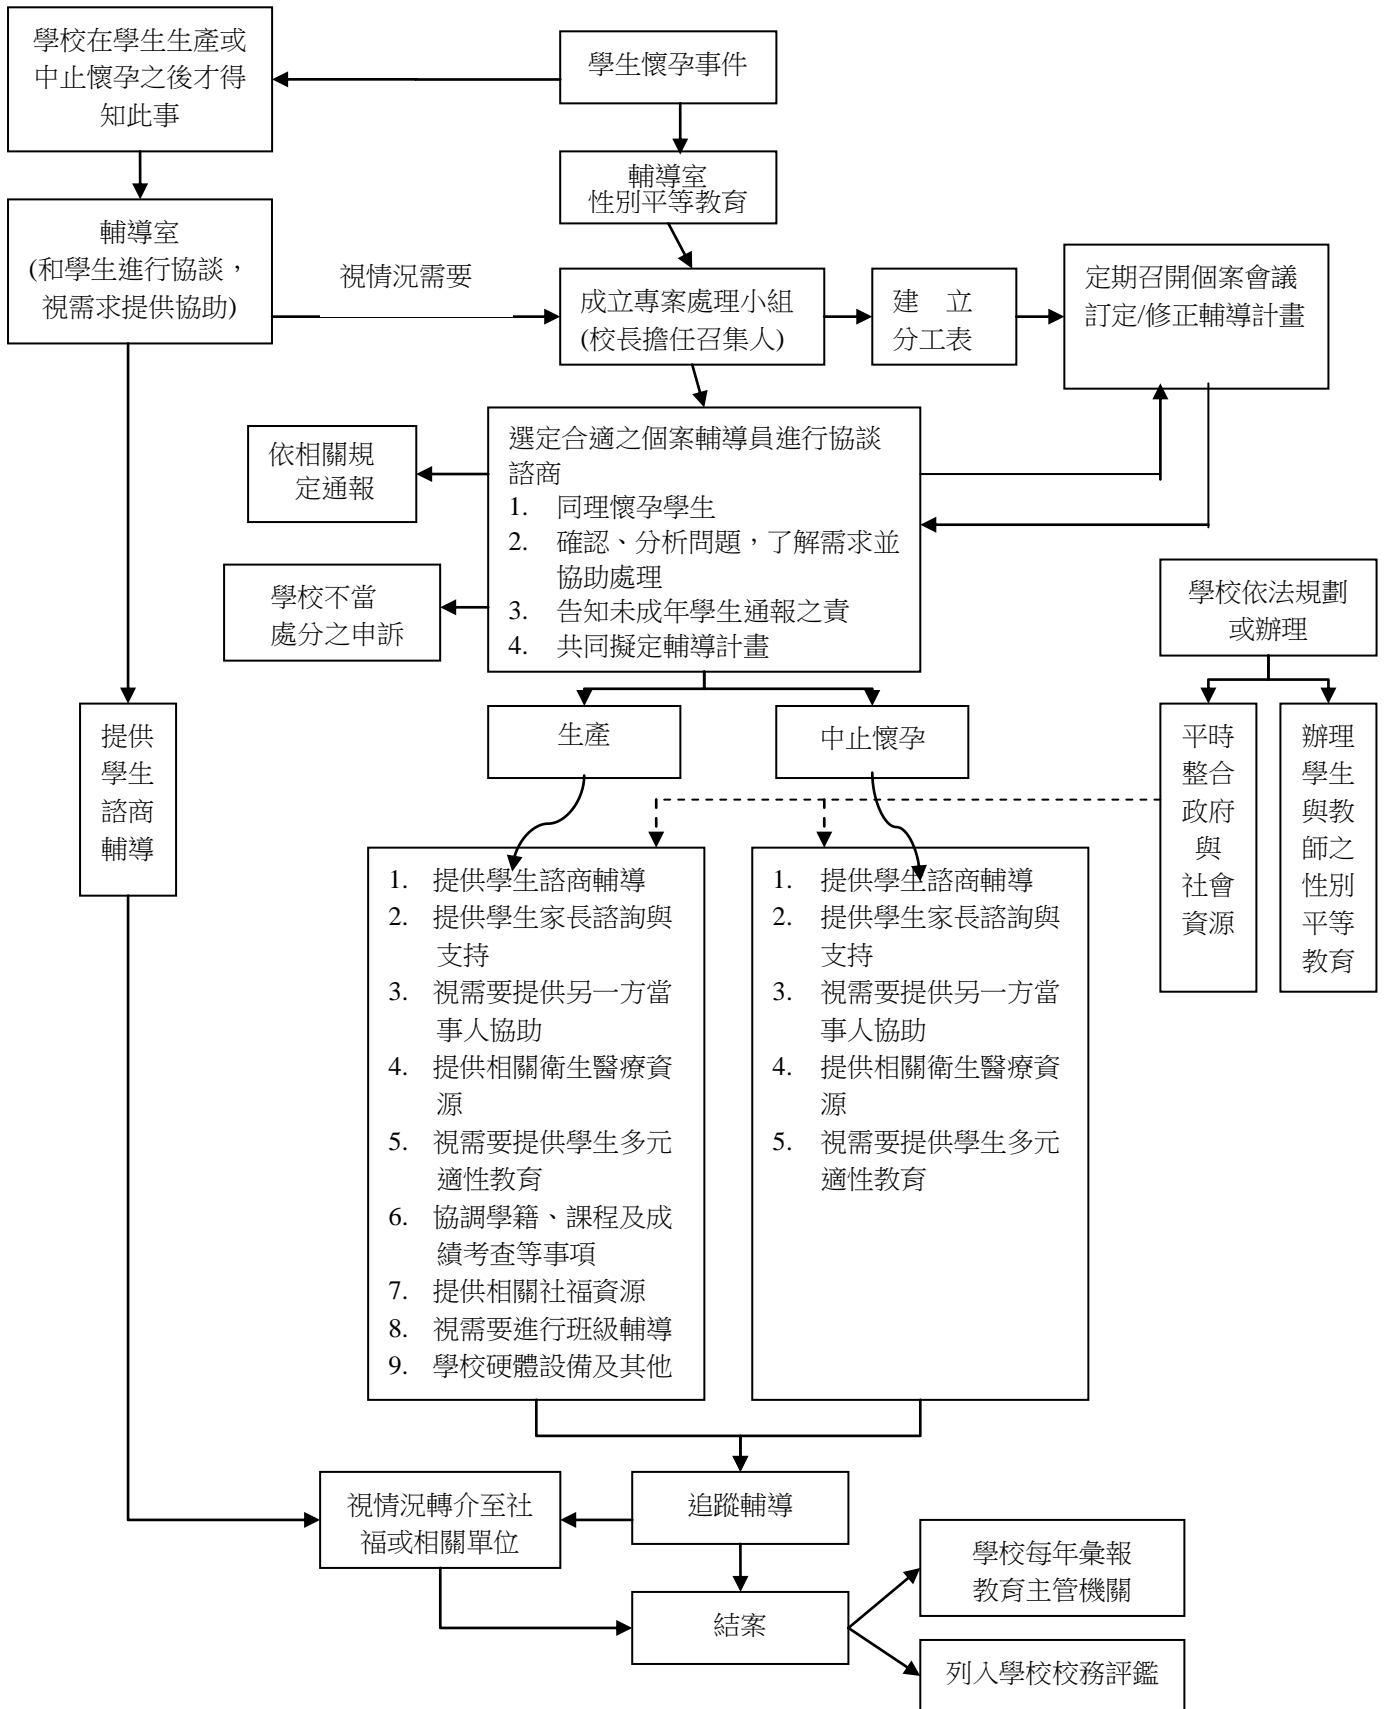 學校在學生生產或
中止懷孕之後才得
知此事
學生懷孕事件
輔導室
性別平等教育
輔導室
(和學生進行協談，
視需求提供協助)
視情況需要
成立專案處理小組
(校長擔任召集人)
建　立
分工表
定期召開個案會議
訂定/修正輔導計畫
依相關規
定通報
學校不當
處分之申訴
選定合適之個案輔導員進行協談
諮商
1. 同理懷孕學生
2. 確認、分析問題，了解需求並
協助處理
3. 告知未成年學生通報之責
4. 共同擬定輔導計畫
學校依法規劃
或辦理
平時
整合
政府
與
社會
資源
辦理
學生
與教
師之
性別
平等
教育
提供
學生
諮商
輔導
生產
中止懷孕
1. 提供學生諮商輔導
2. 提供學生家長諮詢與
支持
3. 視需要提供另一方當
事人協助
4. 提供相關衛生醫療資
源
5. 視需要提供學生多元
適性教育
6. 協調學籍、課程及成
績考查等事項
7. 提供相關社福資源
8. 視需要進行班級輔導
9. 學校硬體設備及其他
1. 提供學生諮商輔導
2. 提供學生家長諮詢與
支持
3. 視需要提供另一方當
事人協助
4. 提供相關衛生醫療資
源
5. 視需要提供學生多元
適性教育
視情況轉介至社
福或相關單位
追蹤輔導
結案
學校每年彙報
教育主管機關
列入學校校務評鑑